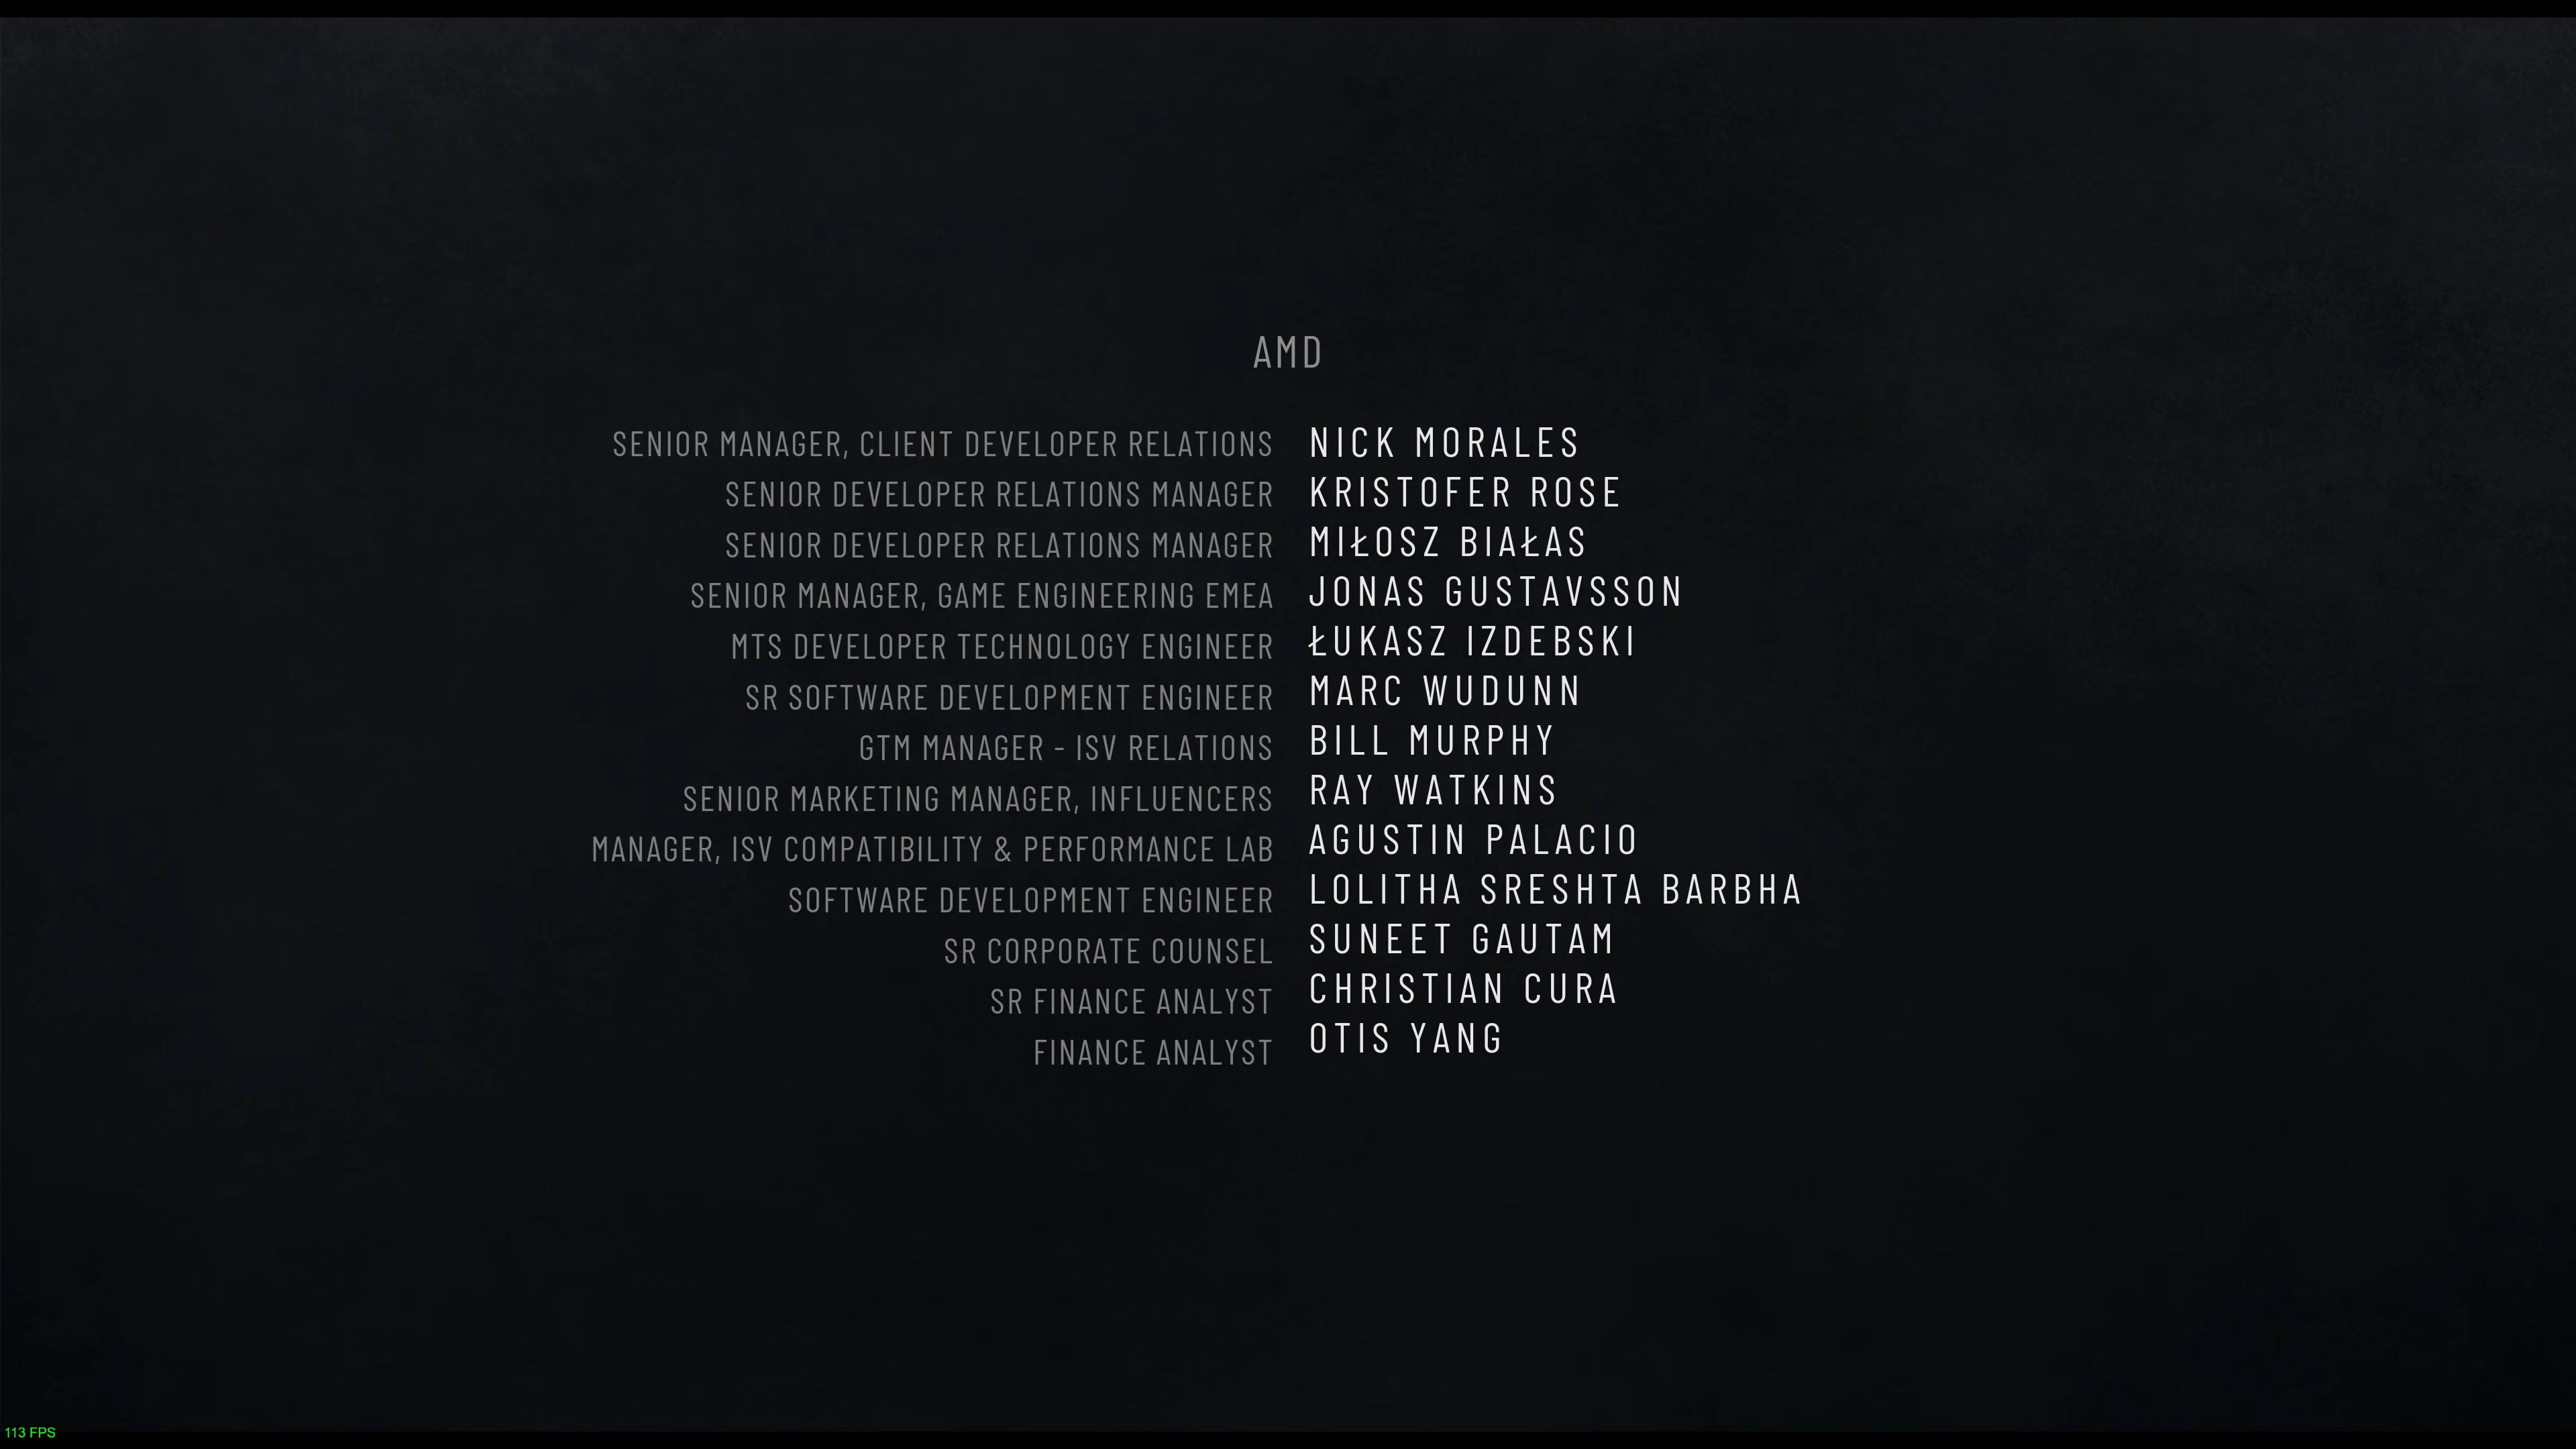 AMD
SENIOR MANAGER, CLIENT DEVELOPER RELATIONS NICK MORALES
SENIOR DEVELOPER RELATIONS MANAGER KRISTOFER ROSE
SENIOR DEVELOPER RELATIONS MANAGER MIŁOSZ BIAŁAS
SENIOR MANAGER, GAME ENGINEERING EMEA JONAS GUSTAVSSON
MTS DEVELOPER TECHNOLOGY ENGINEER ŁUKASZ IZDEBSKI
SR SOFTWARE DEVELOPMENT ENGINEER MARC WUDUNN
GTM MANAGER - ISV RELATIONS BILL MURPHY
SENIOR MARKETING MANAGER, INFLUENCERS RAY WATKINS
MANAGER, ISV COMPATIBILITY & PERFORMANCE LAB AGUSTIN PALACIO
SOFTWARE DEVELOPMENT ENGINEER LOLITHA SRESHTA BARBHA
SR CORPORATE COUNSEL SUNEET GAUTAM
SR FINANCE ANALYST CHRISTIAN CURA
FINANCE ANALYST OTIS YANG
113 FPS